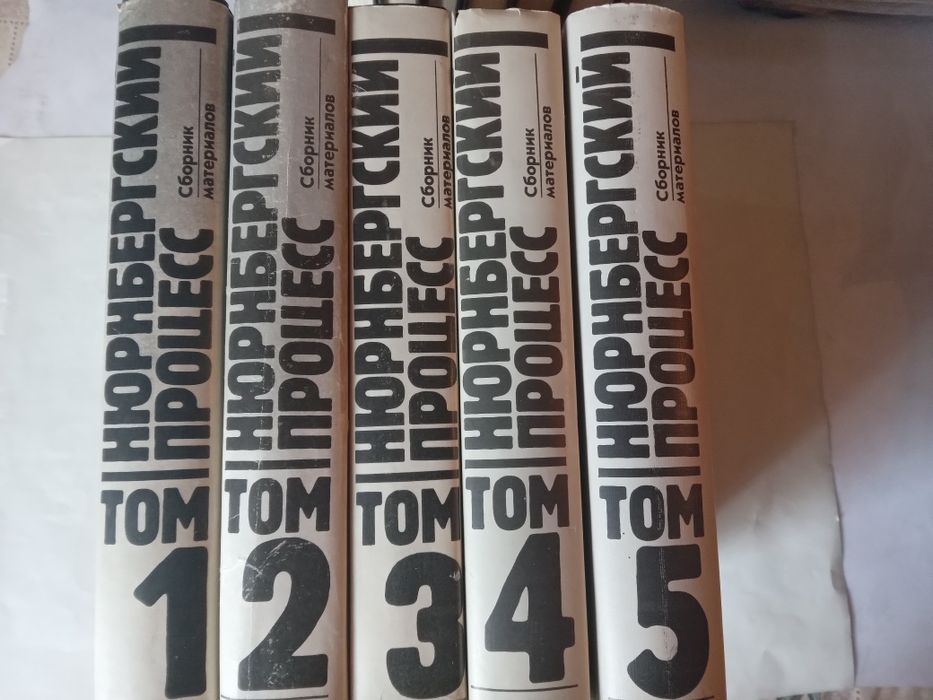 НЮРНБЕРГСКИЙ
ПРОЦЕСС
Сборник
материалов
ТОМ
1
НЮРНБЕРГСКИЙ
ПРОЦЕСС
Сборник
материалов
ТОМ
2
НЮРНБЕРГСКИЙ
ПРОЦЕСС
Сборник
материалов
ТОМ
3
НЮРНБЕРГСКИЙ
ПРОЦЕСС
Сборник
материалов
ТОМ
4
НЮРНБЕРГСКИЙ
ПРОЦЕСС
Сборник
материалов
ТОМ
5